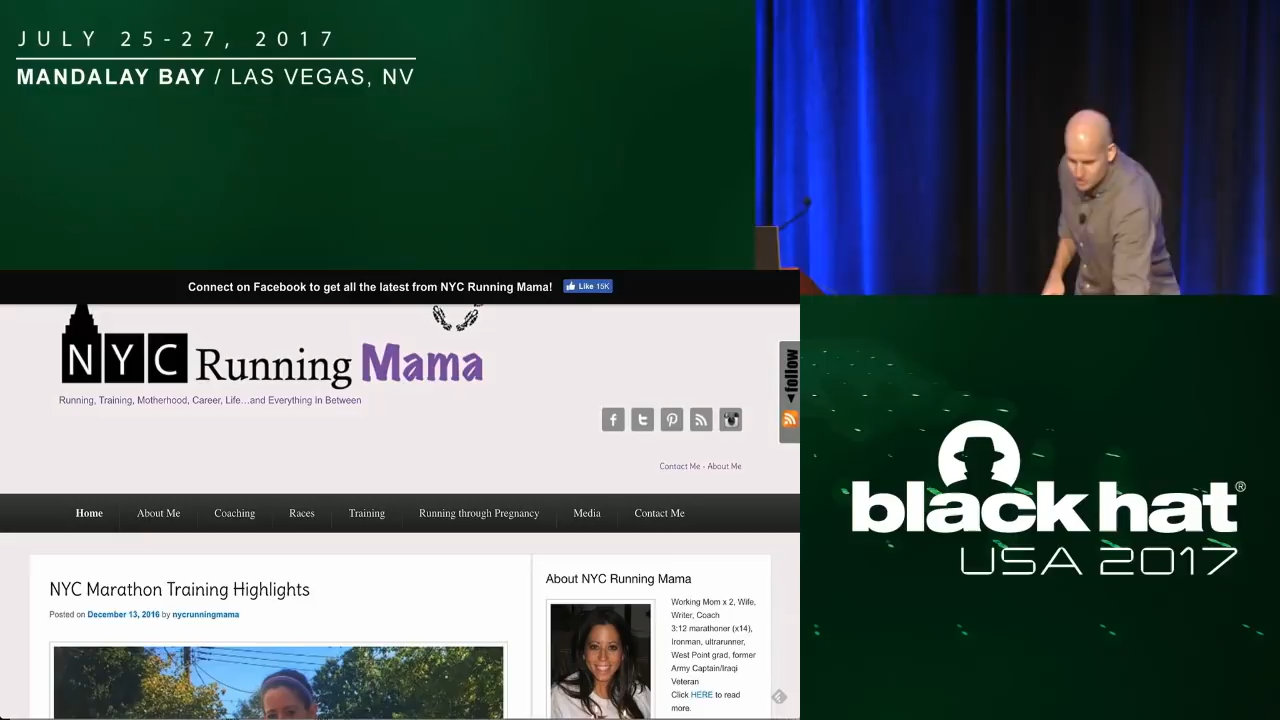 JULY 25-27, 2017
MANDALAY BAY / LAS VEGAS, NV
Connect on Facebook to get all the latest from NYC Running Mama!
Like 15K
NYC Running Mama
Running, Training, Motherhood, Career, Life...and Everything In Between
follow
Contact Me - About Me
Home
About Me
Coaching
Races
Training
Running through Pregnancy
Media
Contact Me
NYC Marathon Training Highlights
Posted on December 13, 2016 by nycrunningmama
About NYC Running Mama
Working Mom x 2, Wife,
Writer, Coach
3:12 marathoner (x14),
Ironman, ultrarunner,
West Point grad, former
Army Captain/Iraqi
Veteran
Click HERE to read
more.
black hat®
USA 2017